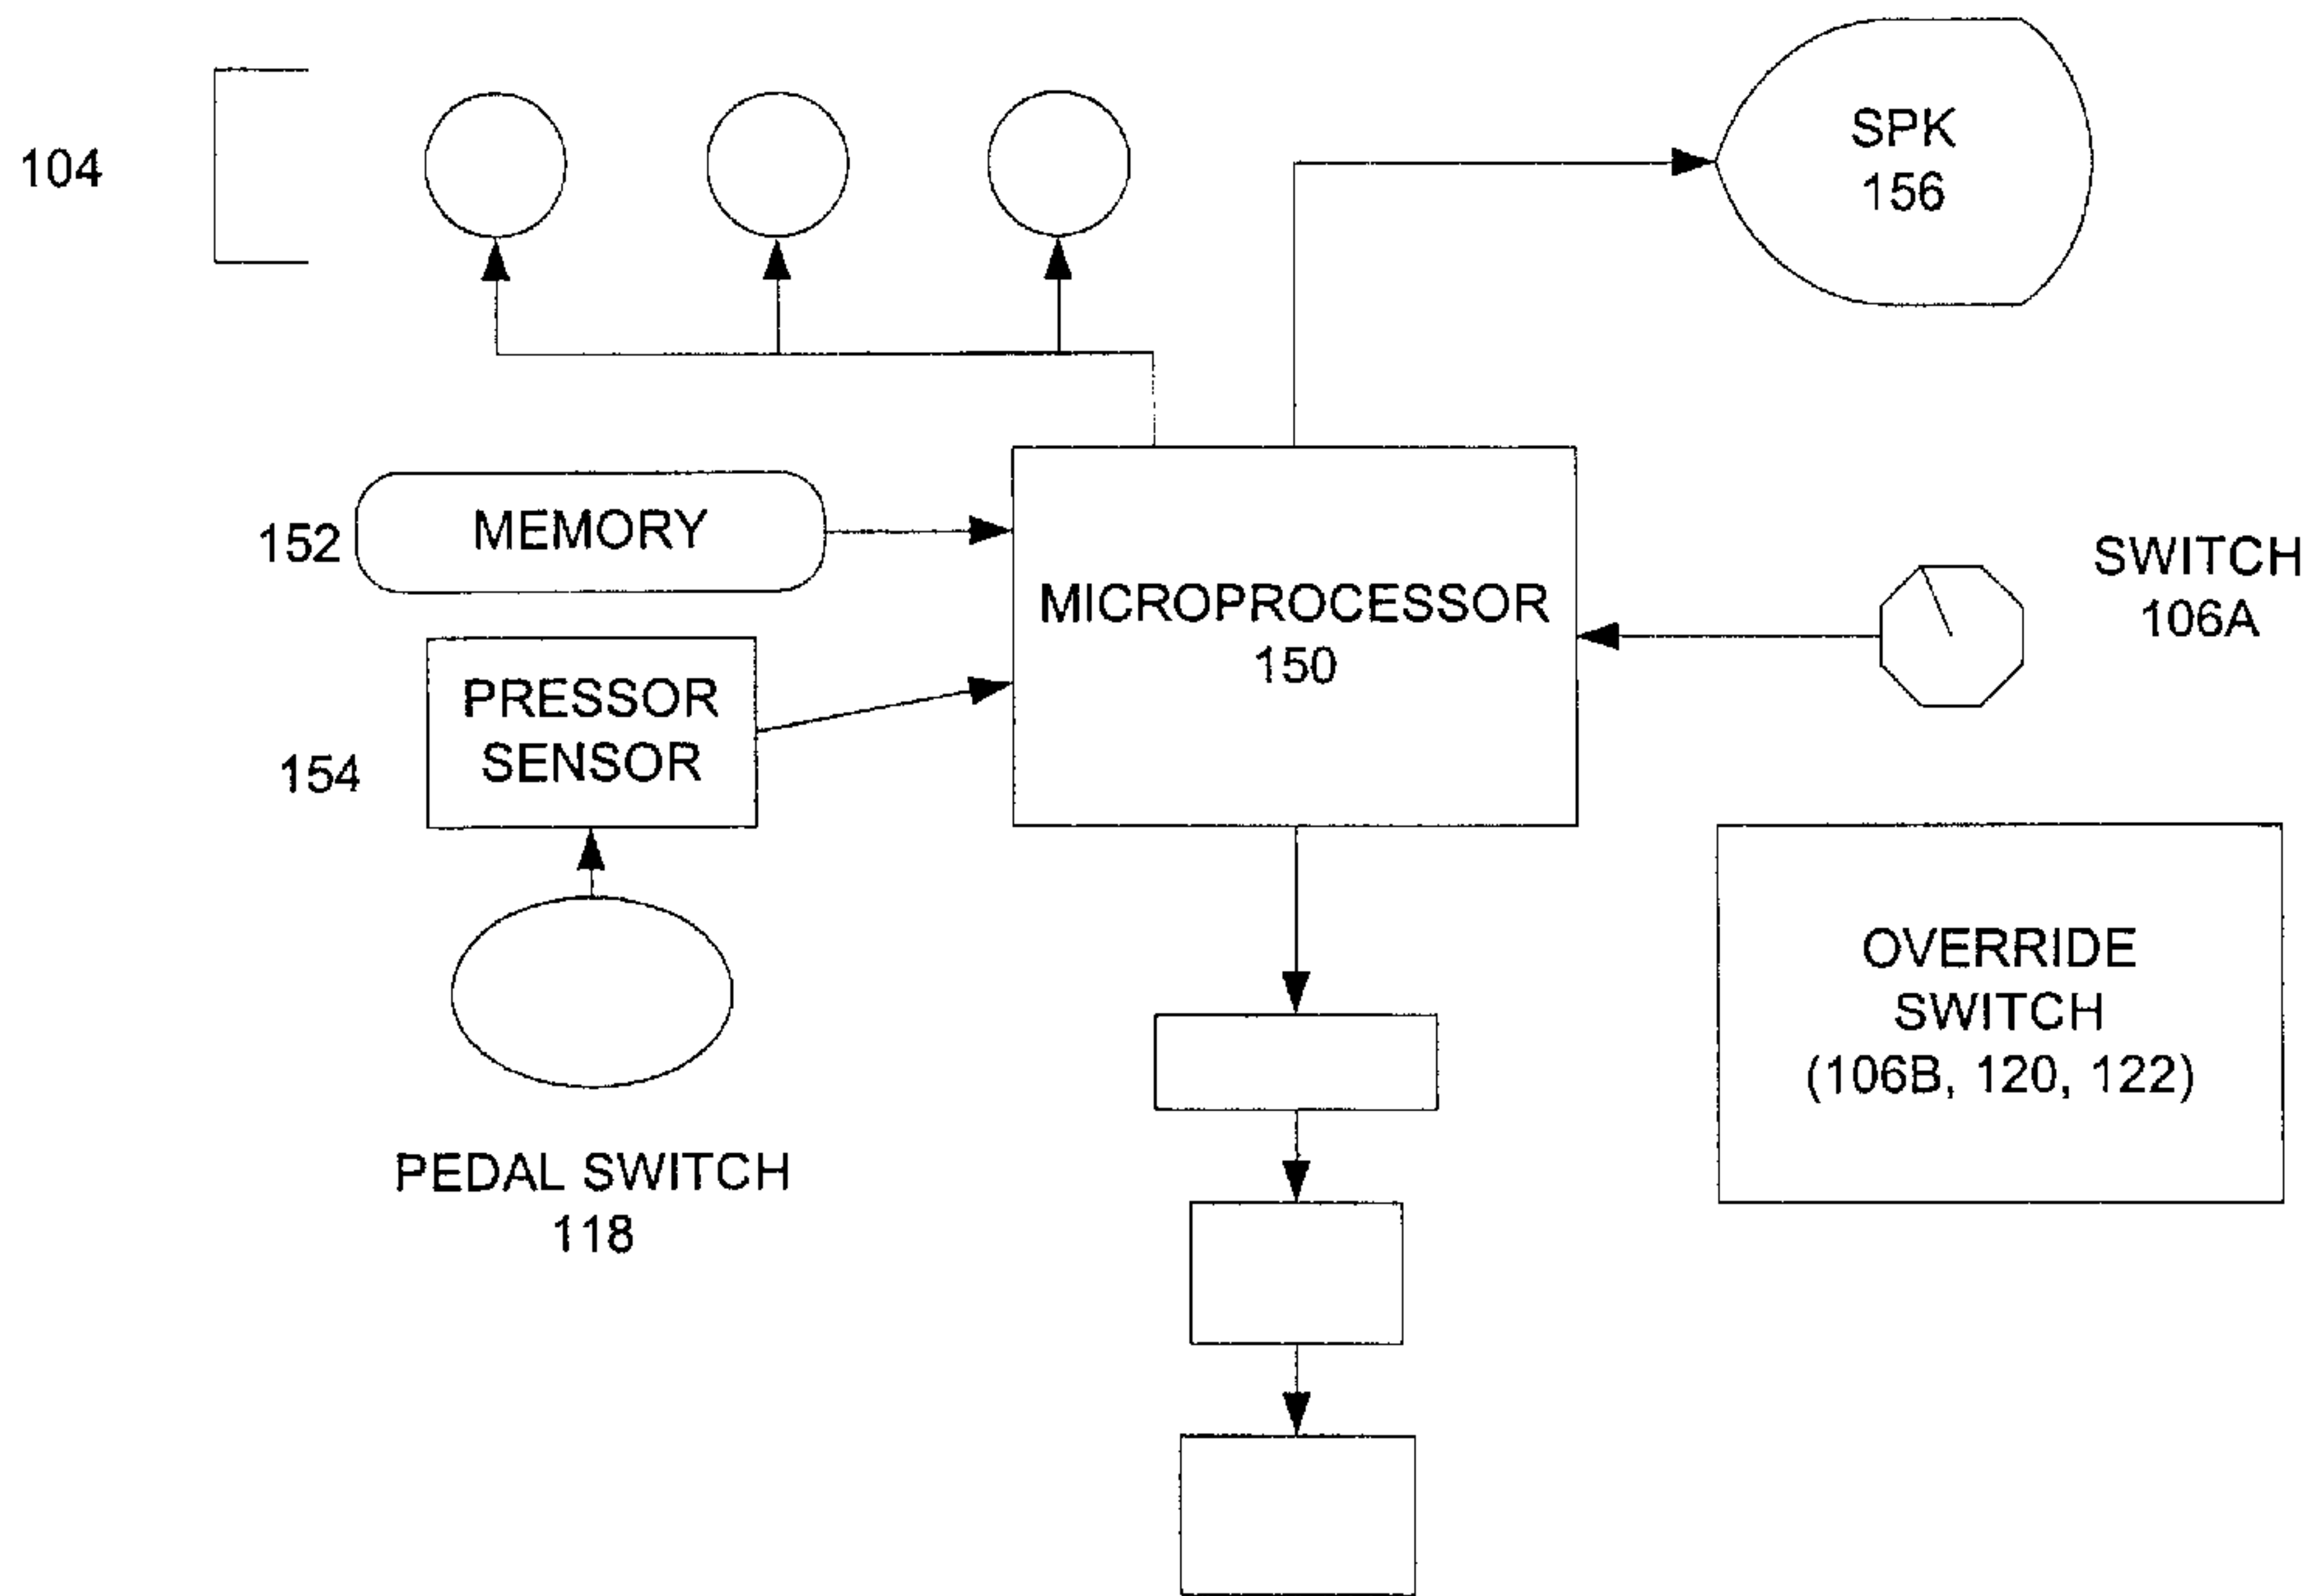 104
SPK
156
152
MEMORY
MICROPROCESSOR
150
SWITCH
106A
PRESSOR
SENSOR
154
OVERRIDE
SWITCH
(106B, 120, 122)
PEDAL SWITCH
118